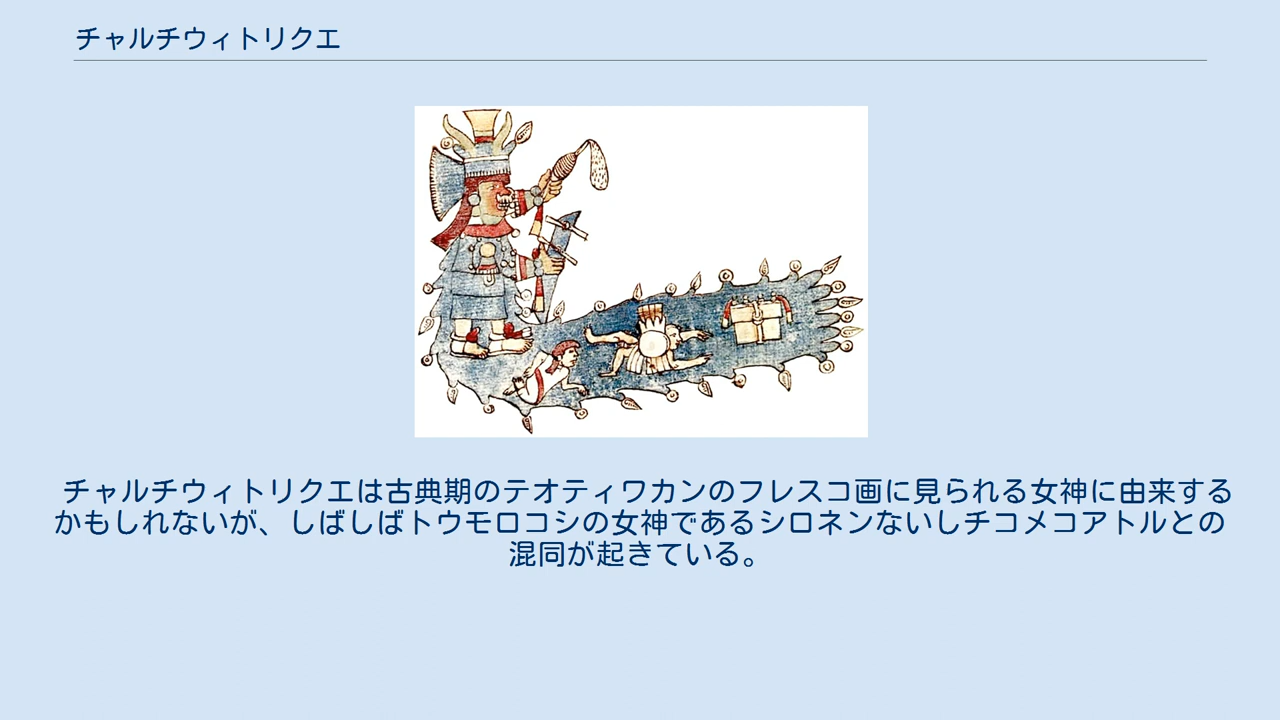 チャルチウィトリクエ
チャルチウィトリクエは古典期のテオティワカンのフレスコ画に見られる女神に由来する
かもしれないが、しばしばトウモロコシの女神であるシロネンないしチコメコアトルとの
混同が起きている。